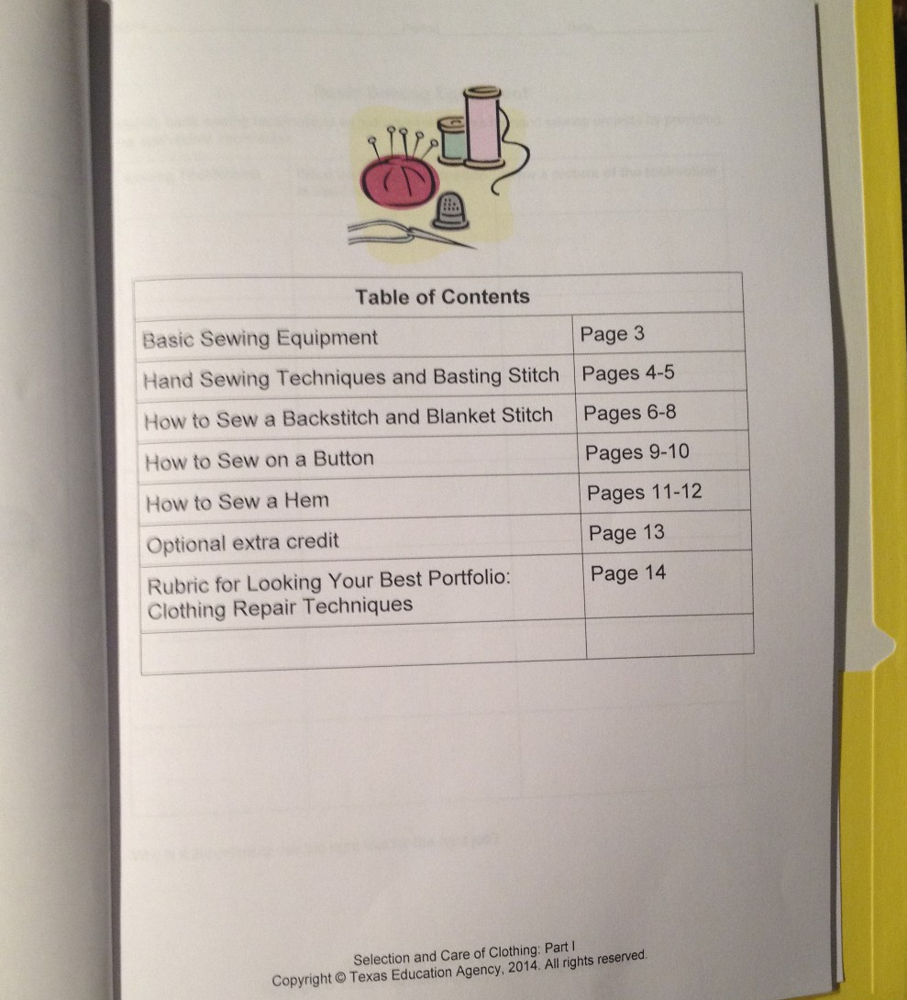 Table of Contents
Basic Sewing Equipment Page 3
Hand Sewing Techniques and Basting Stitch Pages 4-5
How to Sew a Backstitch and Blanket Stitch Pages 6-8
How to Sew on a Button Pages 9-10
How to Sew a Hem Pages 11-12
Optional extra credit Page 13
Rubric for Looking Your Best Portfolio: Page 14
Clothing Repair Techniques
Selection and Care of Clothing: Part I
Copyright © Texas Education Agency, 2014. All rights reserved.